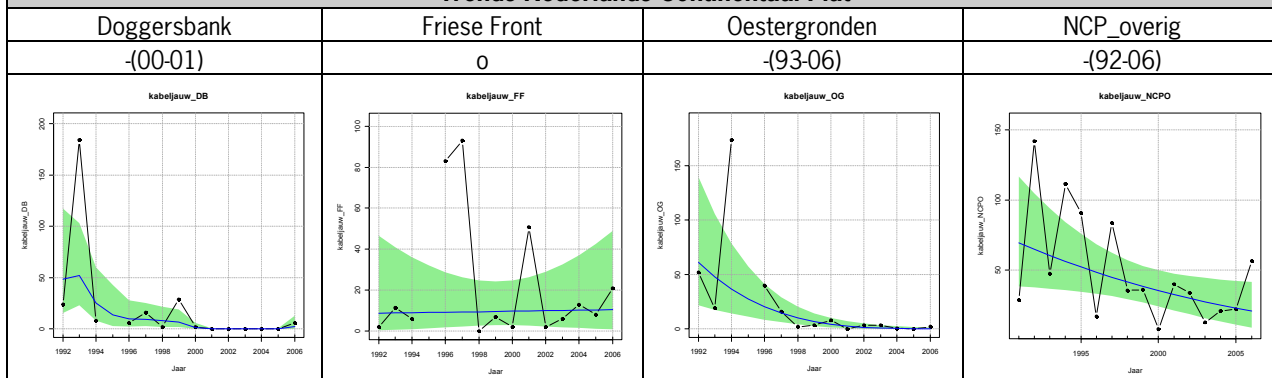 Trends Nederlands Continentaal Plat
Doggersbank Friese Front Oestergronden NCP_overig
-(00-01) o -(93-06) -(92-06)
kabeljauw_DB
kabeljauw_DB
0 50 100 150 200
1992 1994 1996 1998 2000 2002 2004 2006
Jaar
kabeljauw_FF
kabeljauw_FF
0 20 40 60 80 100
1992 1994 1996 1998 2000 2002 2004 2006
Jaar
kabeljauw_OG
kabeljauw_OG
0 50 100 150
1992 1994 1996 1998 2000 2002 2004 2006
Jaar
kabeljauw_NCPO
kabeljauw_NCPO
50 100 150
1995 2000 2005
Jaar